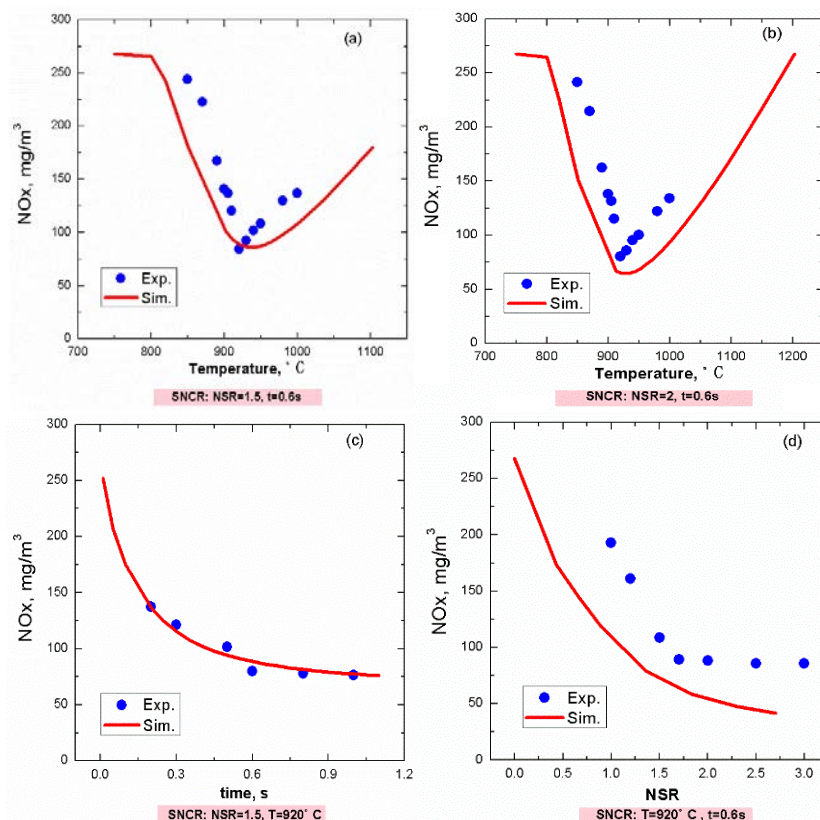 (a)
300
250
200
150
100
50
0
NOx, mg/m³
Exp.
Sim.
700 800 900 1000 1100
Temperature, ° C
SNCR: NSR=1.5, t=0.6s
(b)
300
250
200
150
100
50
0
NOx, mg/m³
Exp.
Sim.
700 800 900 1000 1100 1200
Temperature, ° C
SNCR: NSR=2, t=0.6s
(c)
300
250
200
150
100
50
0
NOx, mg/m³
Exp.
Sim.
0.0 0.3 0.6 0.9 1.2
time, s
SNCR: NSR=1.5, T=920° C
(d)
300
250
200
150
100
50
0
NOx, mg/m³
Exp.
Sim.
0.0 0.5 1.0 1.5 2.0 2.5 3.0
NSR
SNCR: T=920° C , t=0.6s